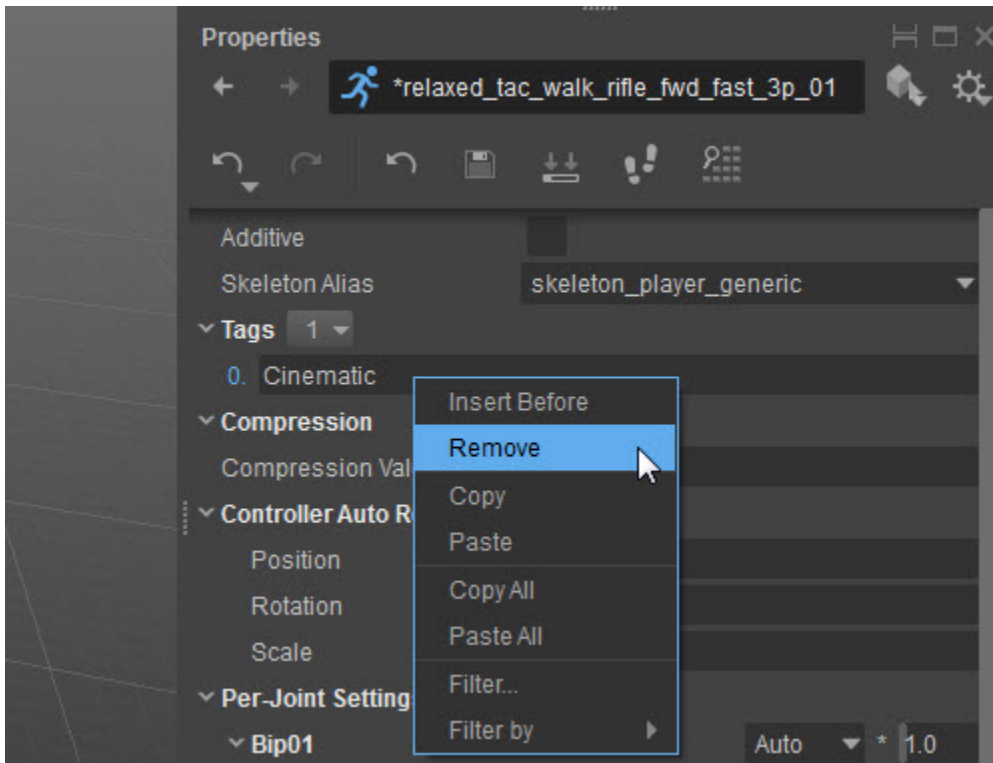 Properties
*relaxed_tac_walk_rifle_fwd_fast_3p_01
Additive
Skeleton Alias skeleton_player_generic
Tags 1
0. Cinematic
Insert Before
Compression
Remove
Compression Val
Copy
Controller Auto R
Paste
Position
Copy All
Rotation
Paste All
Scale
Filter...
Per-Joint Setting
Filter by
Bip01 Auto * 1.0